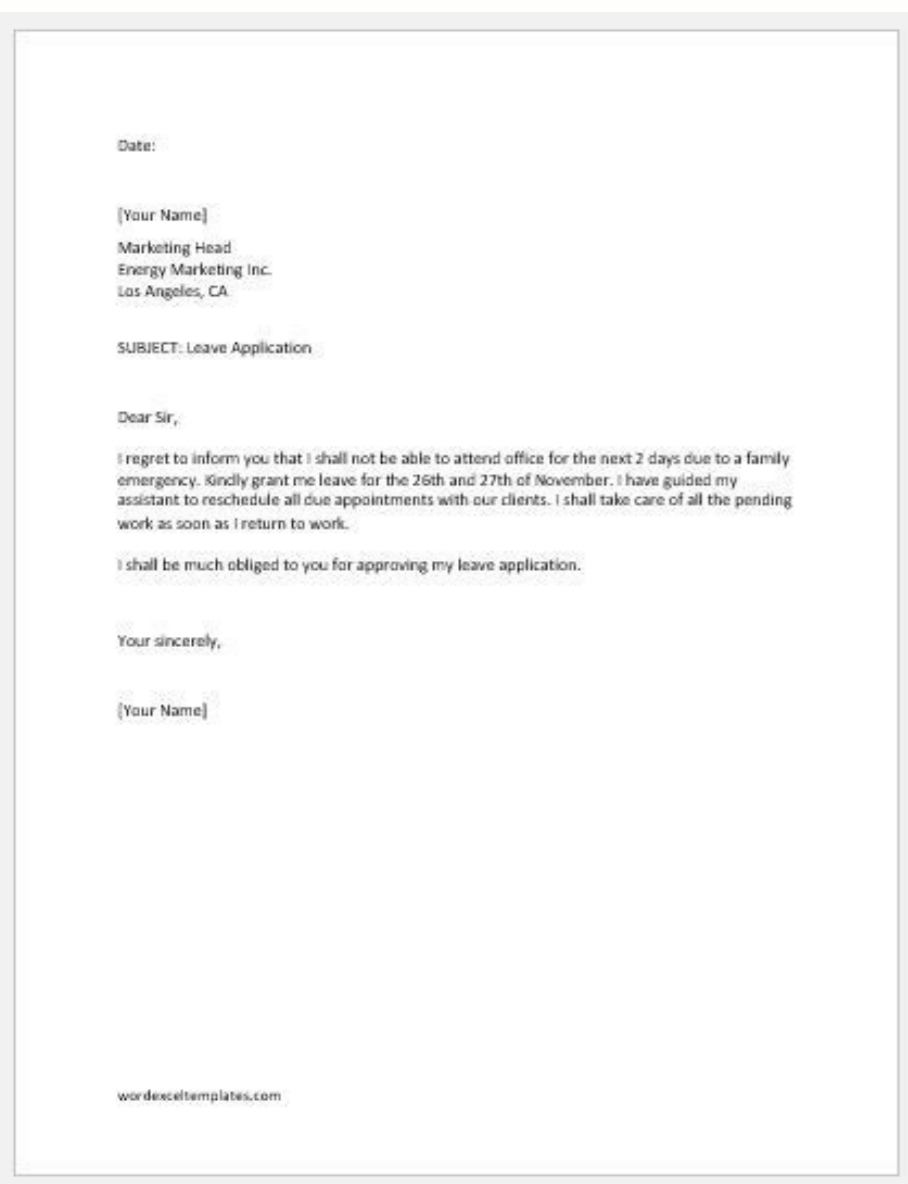 Date:
[Your Name]
Marketing Head
Energy Marketing Inc.
Los Angeles, CA
SUBJECT: Leave Application
Dear Sir,
I regret to inform you that I shall not be able to attend office for the next 2 days due to a family
emergency. Kindly grant me leave for the 26th and 27th of November. I have guided my
assistant to reschedule all due appointments with our clients. I shall take care of all the pending
work as soon as I return to work.
I shall be much obliged to you for approving my leave application.
Your sincerely,
[Your Name]
wordexceltemplates.com